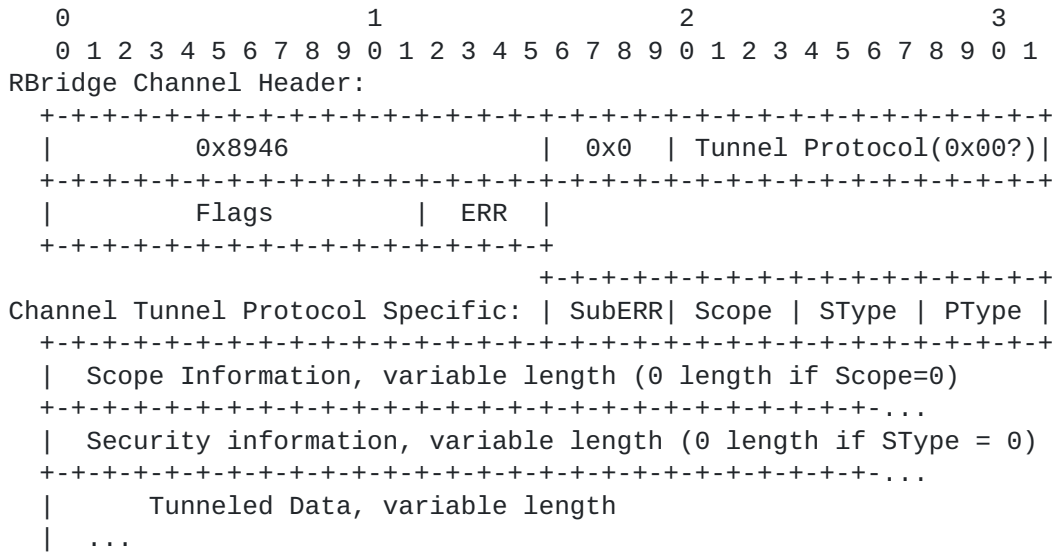 0                   1                   2                   3
   0 1 2 3 4 5 6 7 8 9 0 1 2 3 4 5 6 7 8 9 0 1 2 3 4 5 6 7 8 9 0 1
RBridge Channel Header:
  +-+-+-+-+-+-+-+-+-+-+-+-+-+-+-+-+-+-+-+-+-+-+-+-+-+-+-+-+-+-+-+-+
  |         0x8946                |  0x0  | Tunnel Protocol(0x00?)|
  +-+-+-+-+-+-+-+-+-+-+-+-+-+-+-+-+-+-+-+-+-+-+-+-+-+-+-+-+-+-+-+-+
  |         Flags         |  ERR  |
  +-+-+-+-+-+-+-+-+-+-+-+-+-+-+-+-+
                                  +-+-+-+-+-+-+-+-+-+-+-+-+-+-+-+-+
Channel Tunnel Protocol Specific: | SubERR| Scope | SType | PType |
  +-+-+-+-+-+-+-+-+-+-+-+-+-+-+-+-+-+-+-+-+-+-+-+-+-+-+-+-+-+-+-+-+
  |  Scope Information, variable length (0 length if Scope=0)
  +-+-+-+-+-+-+-+-+-+-+-+-+-+-+-+-+-+-+-+-+-+-+-+-+-+-+-...
  |  Security information, variable length (0 length if SType = 0)
  +-+-+-+-+-+-+-+-+-+-+-+-+-+-+-+-+-+-+-+-+-+-+-+-+-+-+-...
  |      Tunneled Data, variable length
  |  ...